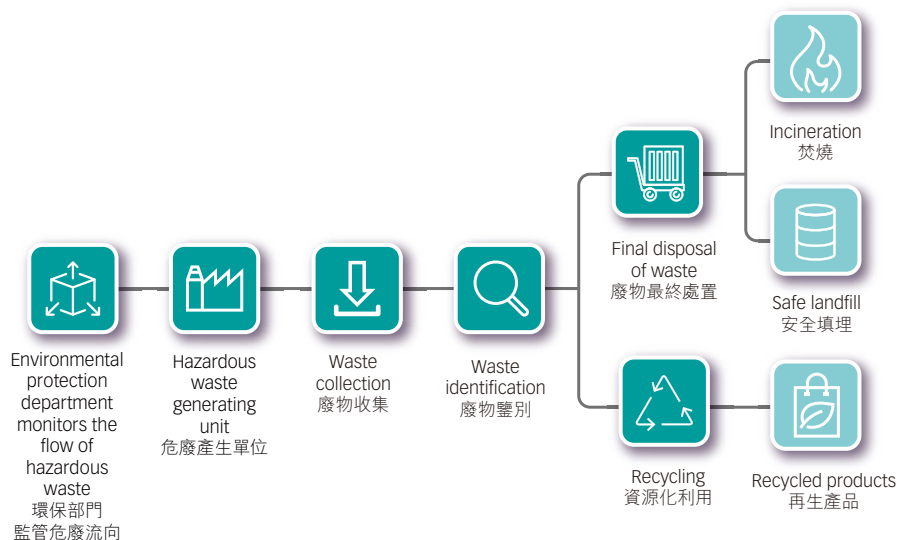 Environmental
protection
department
monitors the
flow of
hazardous
waste
環保部門
監管危廢流向
Hazardous
waste
generating
unit
危廢產生單位
Waste
collection
廢物收集
Waste
identification
廢物鑒別
Final disposal
of waste
廢物最終處置
Incineration
焚燒
Safe landfill
安全填埋
Recycling
資源化利用
Recycled products
再生產品